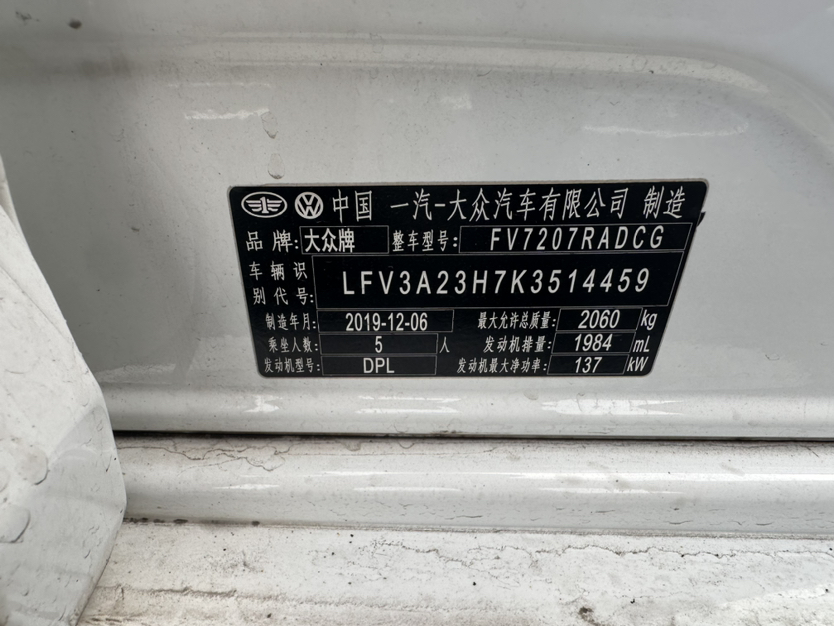 中国 一汽-大众汽车有限公司 制造
品牌: 大众牌 整车型号: FV7207RADCG
车辆识别代号: LFV3A23H7K3514459
制造年月: 2019-12-06 最大允许总质量: 2060 kg
乘坐人数: 5 人 发动机排量: 1984 mL
发动机型号: DPL 发动机最大净功率: 137 kW